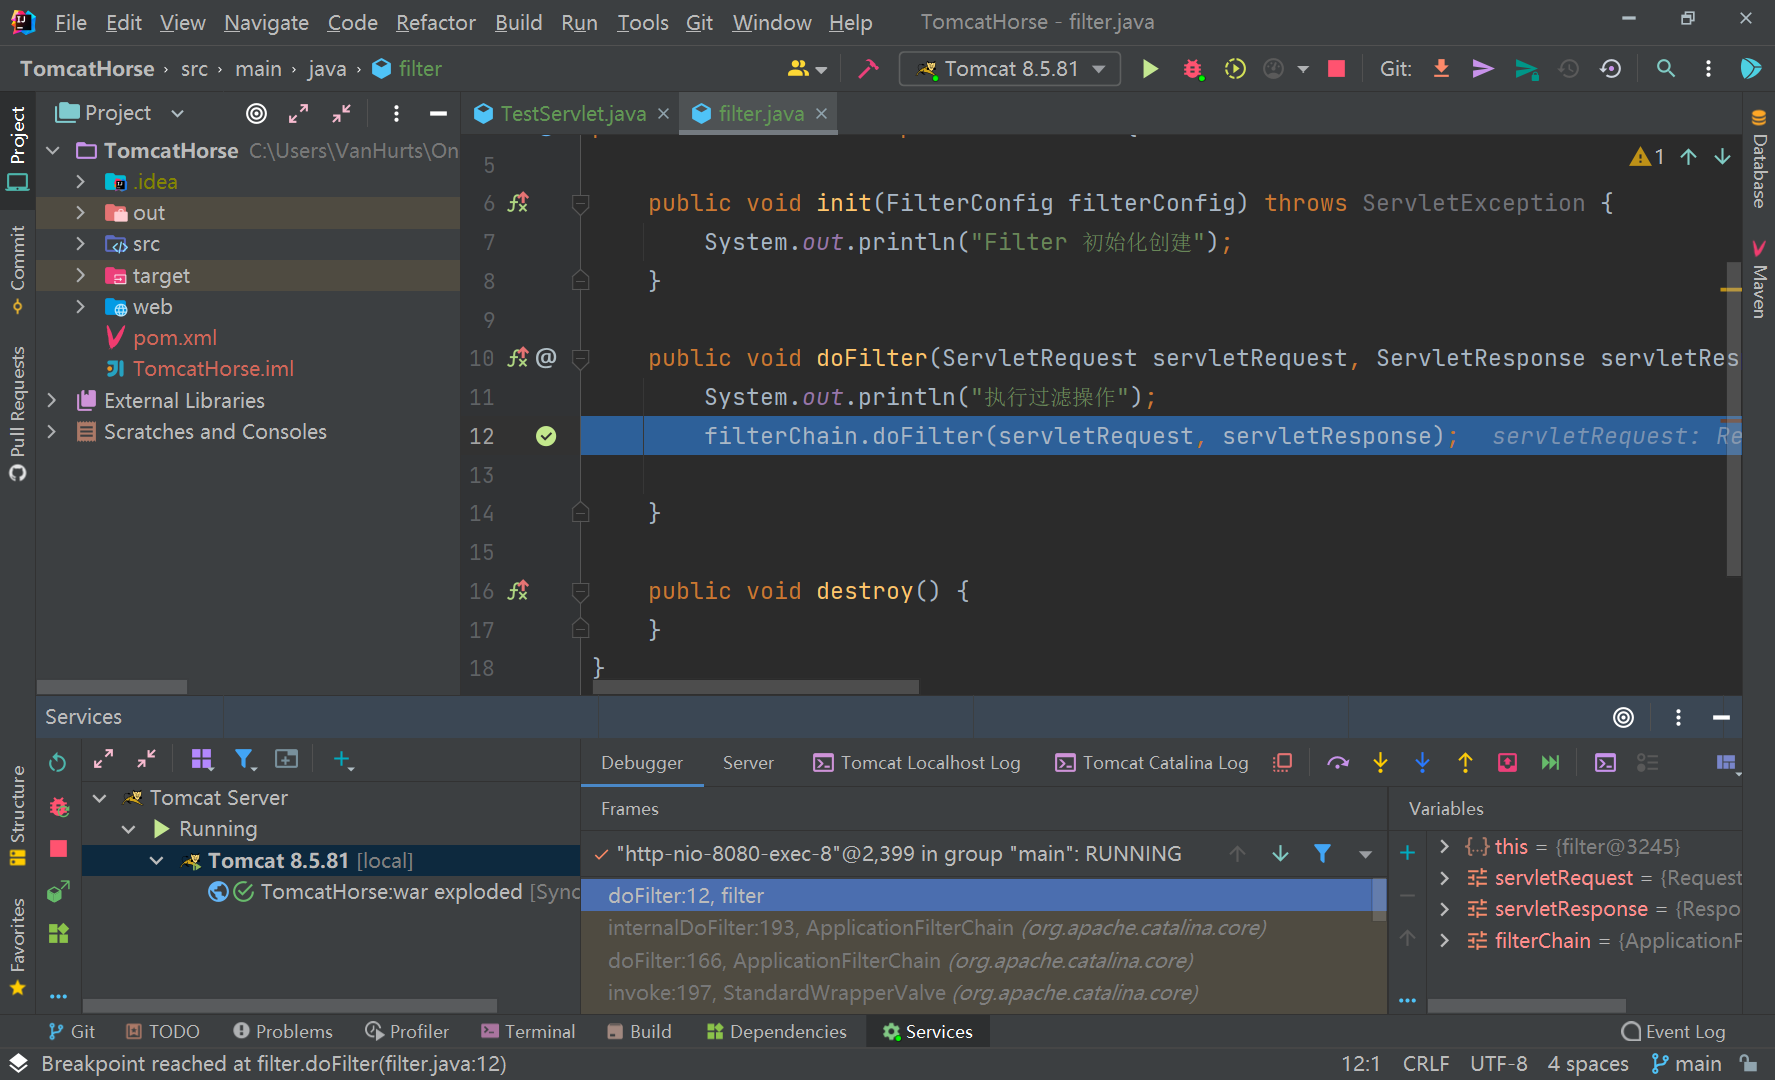 File Edit View Navigate Code Refactor Build Run Tools Git Window Help TomcatHorse - filter.java
TomcatHorse › src › main › java › filter Tomcat 8.5.81 Git:
Project TestServlet.java filter.java
TomcatHorse C:\Users\VanHurts\On
.idea
out
src
target
web
pom.xml
TomcatHorse.iml
External Libraries
Scratches and Consoles
Project
Commit
Pull Requests
Structure
Favorites
1
5
6 public void init(FilterConfig filterConfig) throws ServletException {
7 System.out.println("Filter 初始化创建");
8 }
9
10 @ public void doFilter(ServletRequest servletRequest, ServletResponse servletRes
11 System.out.println("执行过滤操作");
12 filterChain.doFilter(servletRequest, servletResponse); servletRequest: Re
13
14 }
15
16 public void destroy() {
17 }
18 }
Database
Maven
Services
Debugger Server Tomcat Localhost Log Tomcat Catalina Log
Tomcat Server
Running
Tomcat 8.5.81 [local]
TomcatHorse:war exploded [Sync
Frames
"http-nio-8080-exec-8"@2,399 in group "main": RUNNING
doFilter:12, filter
internalDoFilter:193, ApplicationFilterChain (org.apache.catalina.core)
doFilter:166, ApplicationFilterChain (org.apache.catalina.core)
invoke:197, StandardWrapperValve (org.apache.catalina.core)
Variables
this = {filter@3245}
servletRequest = {Request
servletResponse = {Respo
filterChain = {ApplicationF
Git TODO Problems Profiler Terminal Build Dependencies Services Event Log
Breakpoint reached at filter.doFilter(filter.java:12) 12:1 CRLF UTF-8 4 spaces main